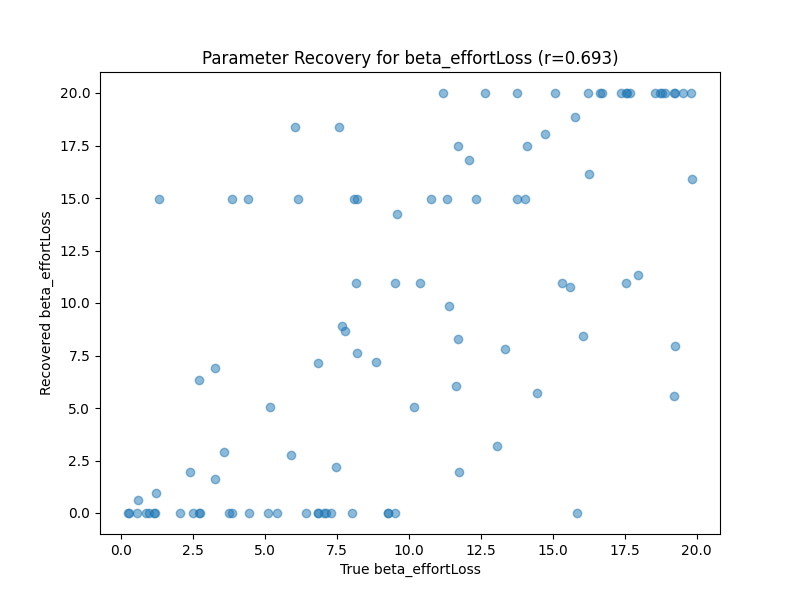 Parameter Recovery for beta_effortLoss (r=0.693)
Recovered beta_effortLoss
20.0
17.5
15.0
12.5
10.0
7.5
5.0
2.5
0.0
0.0 2.5 5.0 7.5 10.0 12.5 15.0 17.5 20.0
True beta_effortLoss